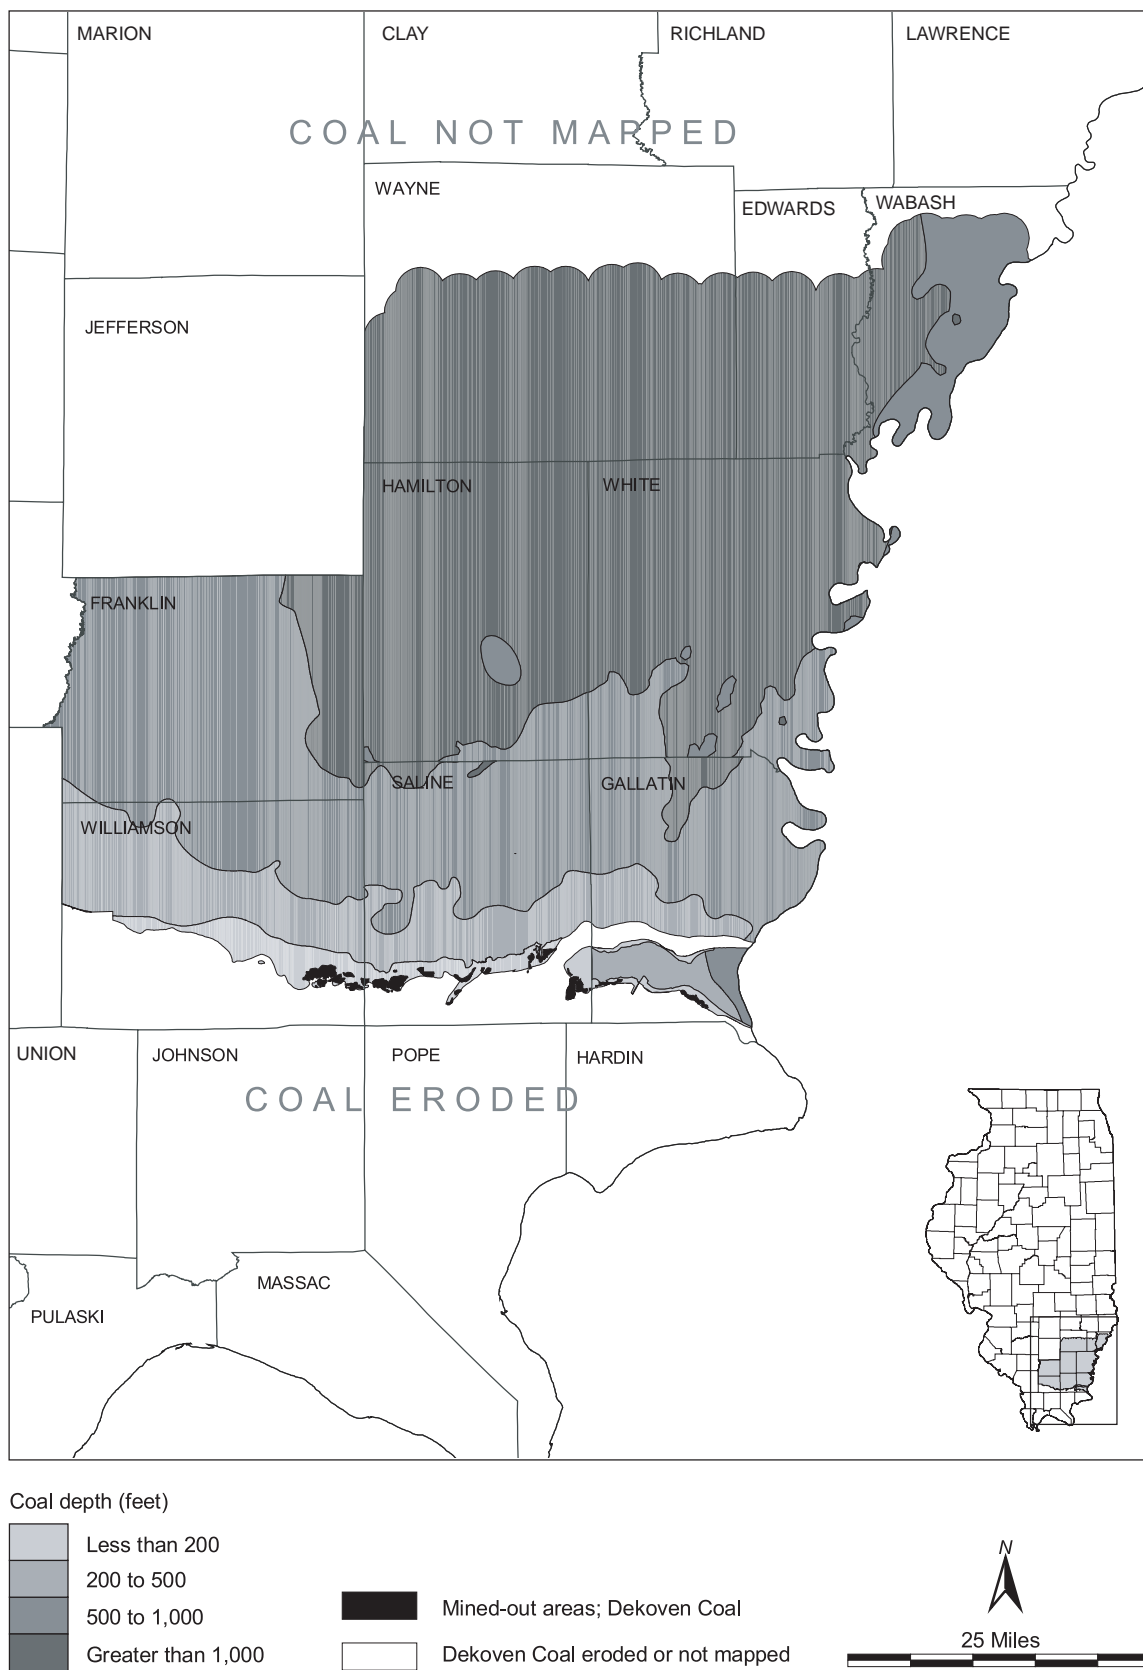 MARION
CLAY
RICHLAND
LAWRENCE
COAL NOT MAPPED
WAYNE
EDWARDS
WABASH
JEFFERSON
HAMILTON
WHITE
FRANKLIN
SALINE
GALLATIN
WILLIAMSON
UNION
JOHNSON
POPE
HARDIN
COAL ERODED
MASSAC
PULASKI
Coal depth (feet)
Less than 200
200 to 500
500 to 1,000
Greater than 1,000
Mined-out areas; Dekoven Coal
Dekoven Coal eroded or not mapped
N
25 Miles